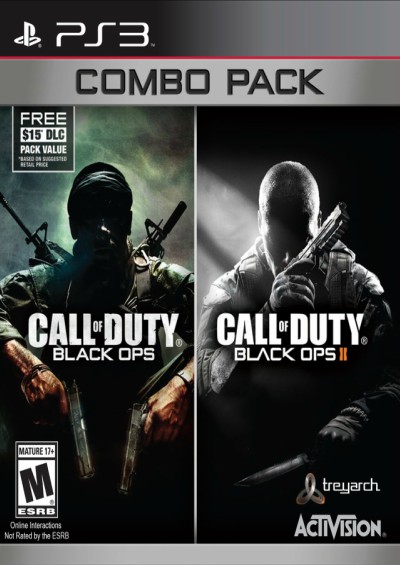 PS3™
COMBO PACK
FREE
$15* DLC
PACK VALUE
*BASED ON SUGGESTED
RETAIL PRICE
CALL OF DUTY®
BLACK OPS
CALL OF DUTY®
BLACK OPS II
MATURE 17+
M
ESRB
Online Interactions
Not Rated by the ESRB
treyarch
ACTIVISION®